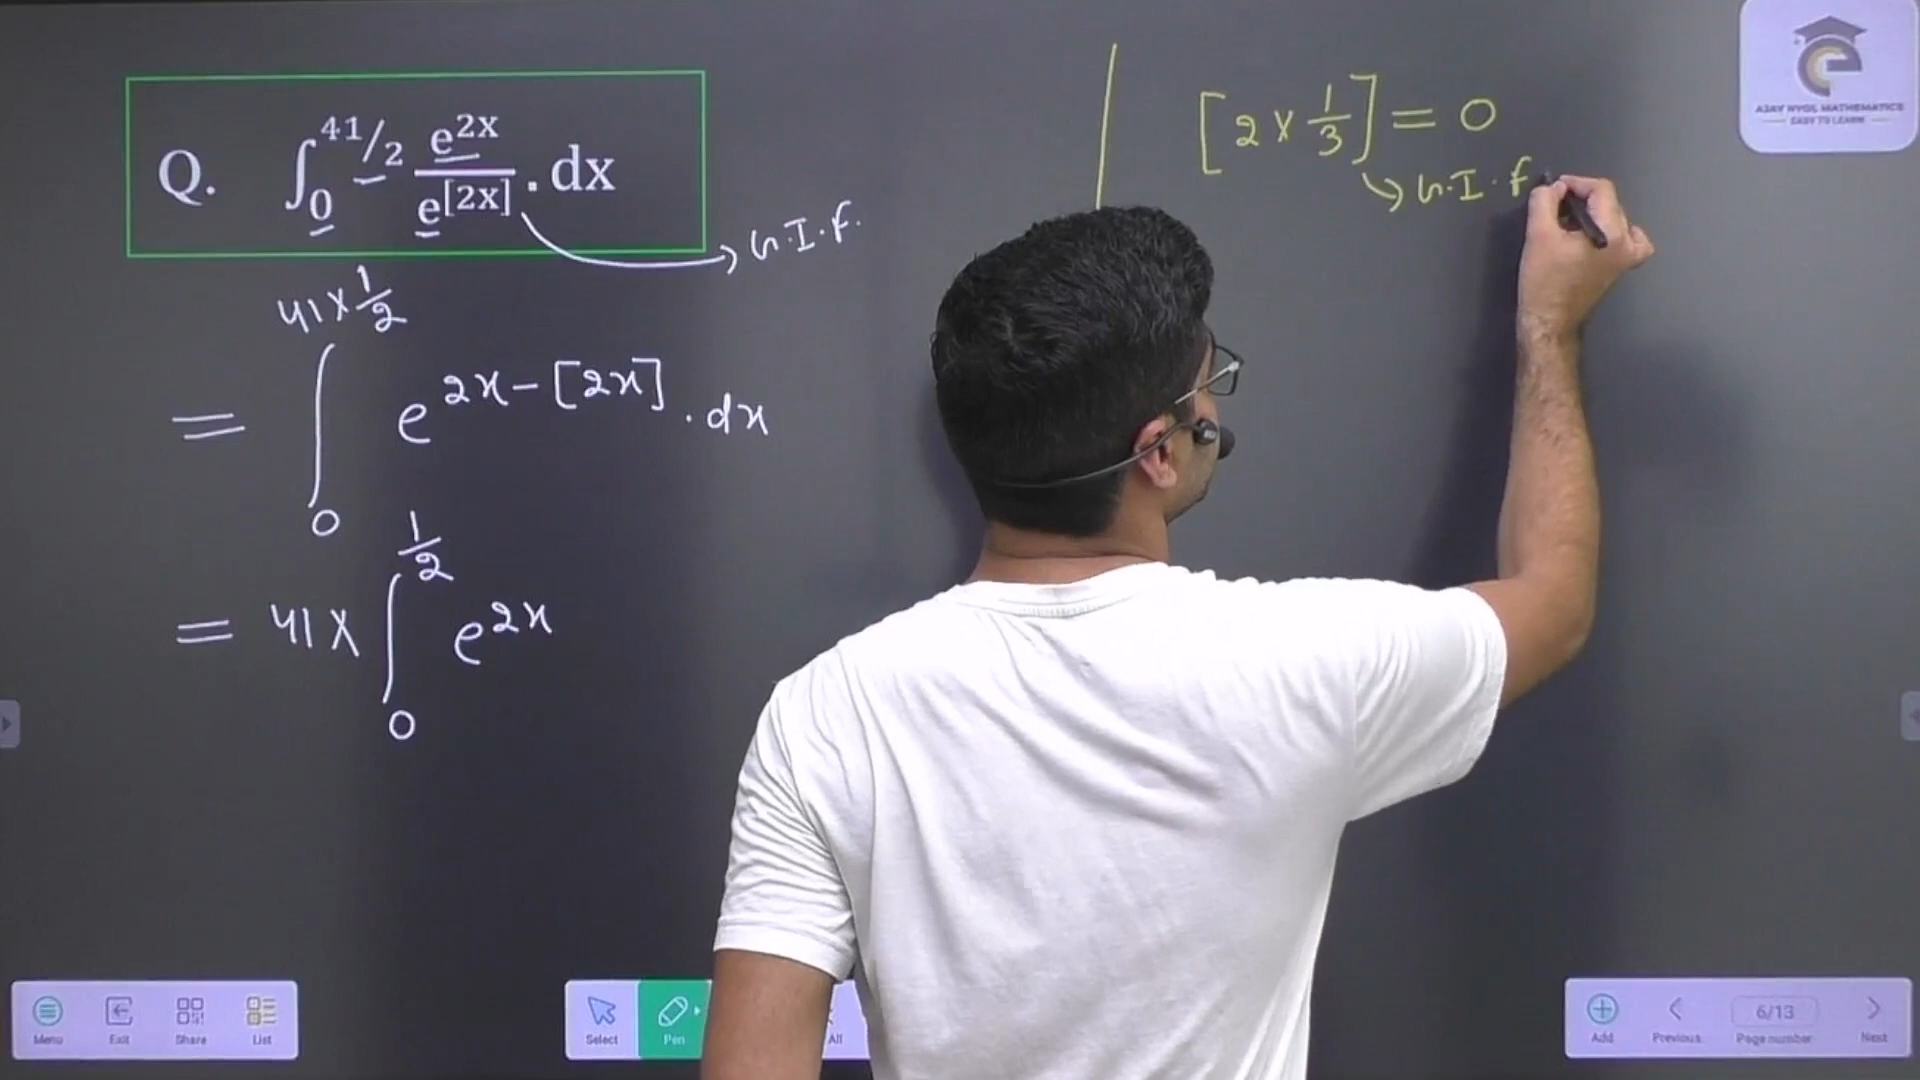 Q. ∫₀^{41/2} e^{2x}/e^{[2x]} . dx
→ G.I.F.
= ∫₀^{41×1/2} e^{2x-[2x]} . dx
= 41 × ∫₀^{1/2} e^{2x}
[2 × 1/3] = 0
→ G.I.F
AJAY NYOL MATHEMATICS
EASY TO LEARN
Menu Exit Share List
Select Pen All
Add Previous 6/13 Page number Next